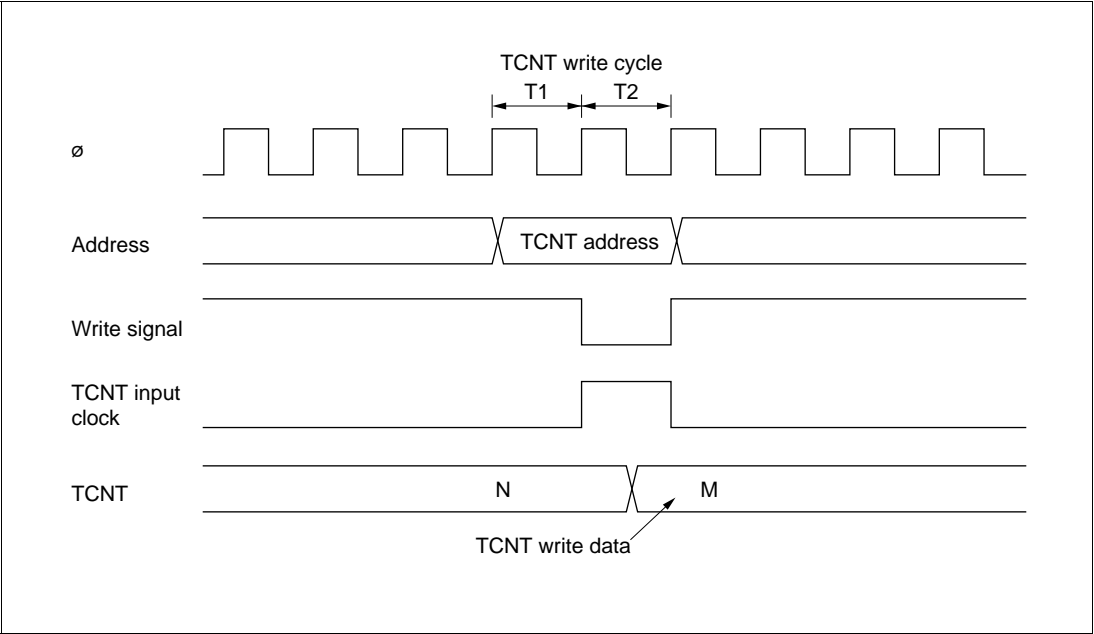 TCNT write cycle
T1 T2
ø
Address TCNT address
Write signal
TCNT input
clock
TCNT N M
TCNT write data